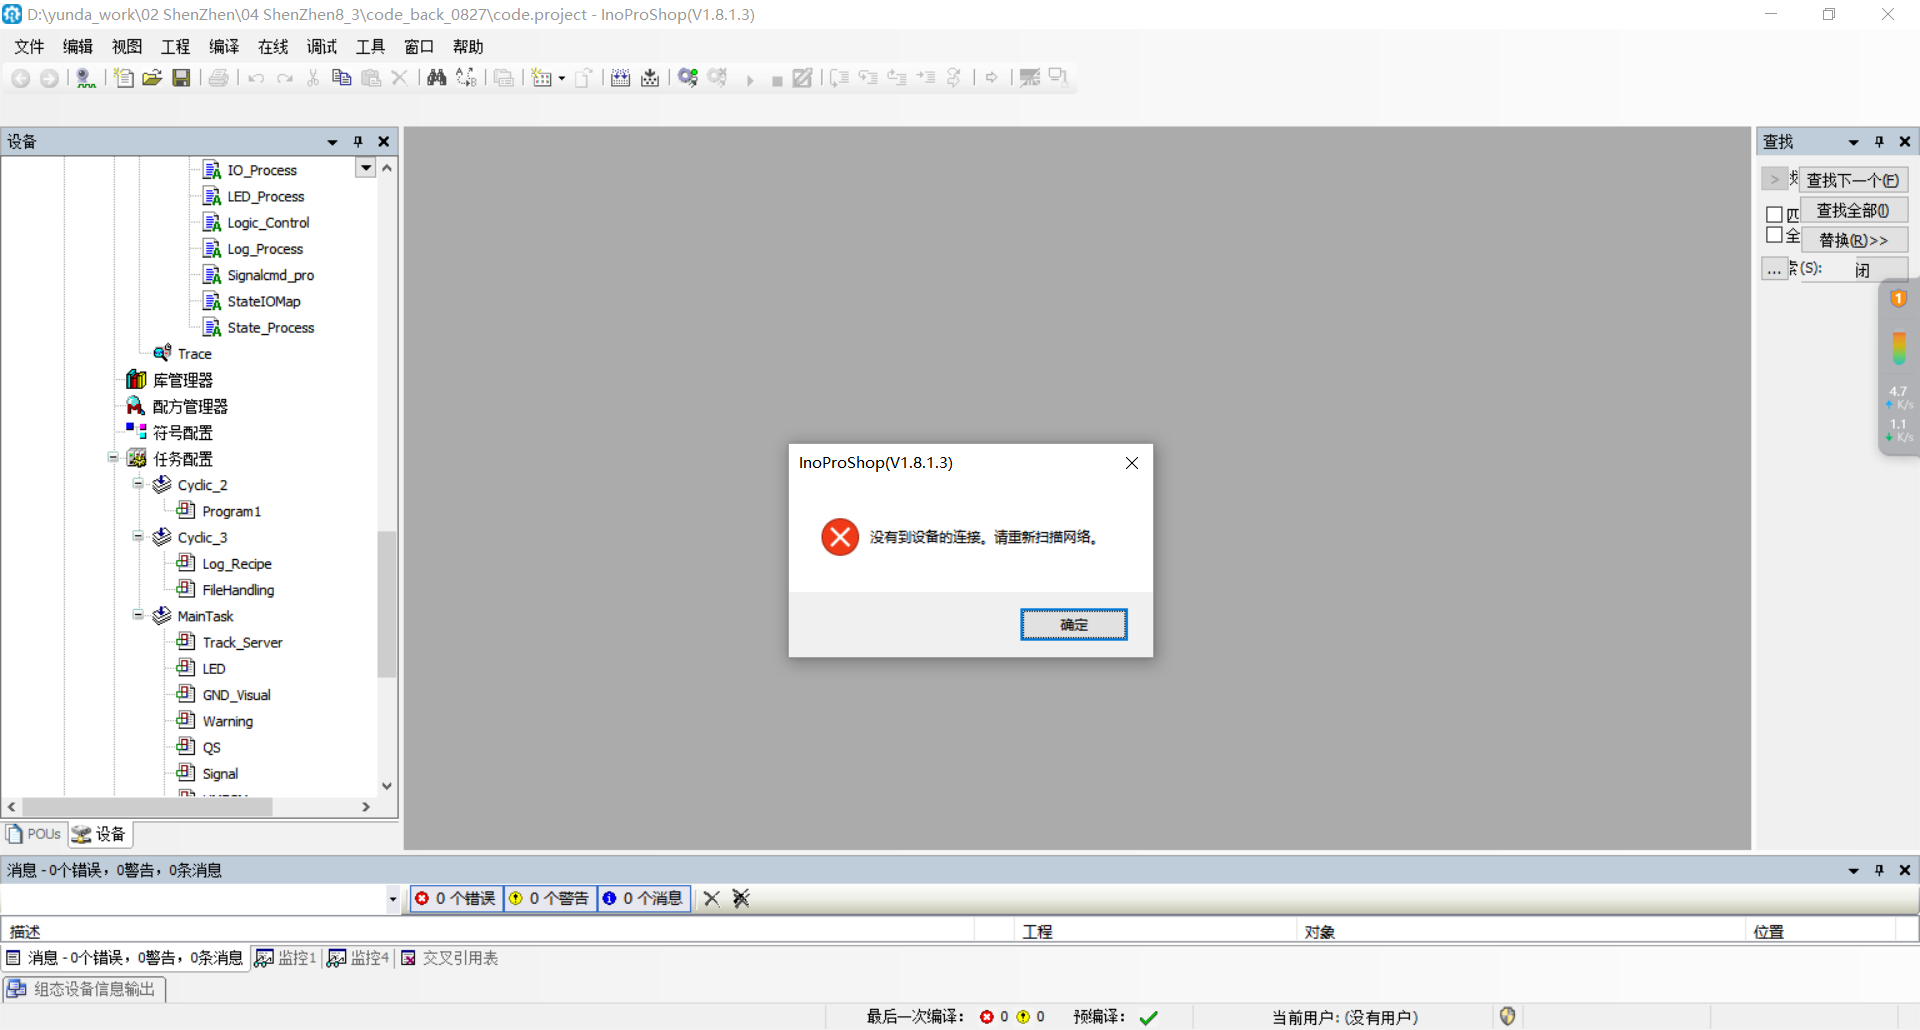 D:\yunda_work\02 ShenZhen\04 ShenZhen8_3\code_back_0827\code.project - InoProShop(V1.8.1.3)
文件 编辑 视图 工程 编译 在线 调试 工具 窗口 帮助
设备
IO_Process
LED_Process
Logic_Control
Log_Process
Signalcmd_pro
StateIOMap
State_Process
Trace
库管理器
配方管理器
符号配置
任务配置
Cyclic_2
Program1
Cyclic_3
Log_Recipe
FileHandling
MainTask
Track_Server
LED
GND_Visual
Warning
QS
Signal
POUs 设备
InoProShop(V1.8.1.3)
没有到设备的连接。请重新扫描网络。
确定
查找
> 查找下一个(F)
匹 查找全部(I)
全 替换(R)>>
... 索(S): 闭
1
4.7
K/s
1.1
K/s
消息 - 0个错误，0警告，0条消息
0 个错误 0 个警告 0 个消息
描述 工程 对象 位置
消息 - 0个错误，0警告，0条消息 监控1 监控4 交叉引用表
组态设备信息输出
最后一次编译： 0 0 预编译： 当前用户: (没有用户)